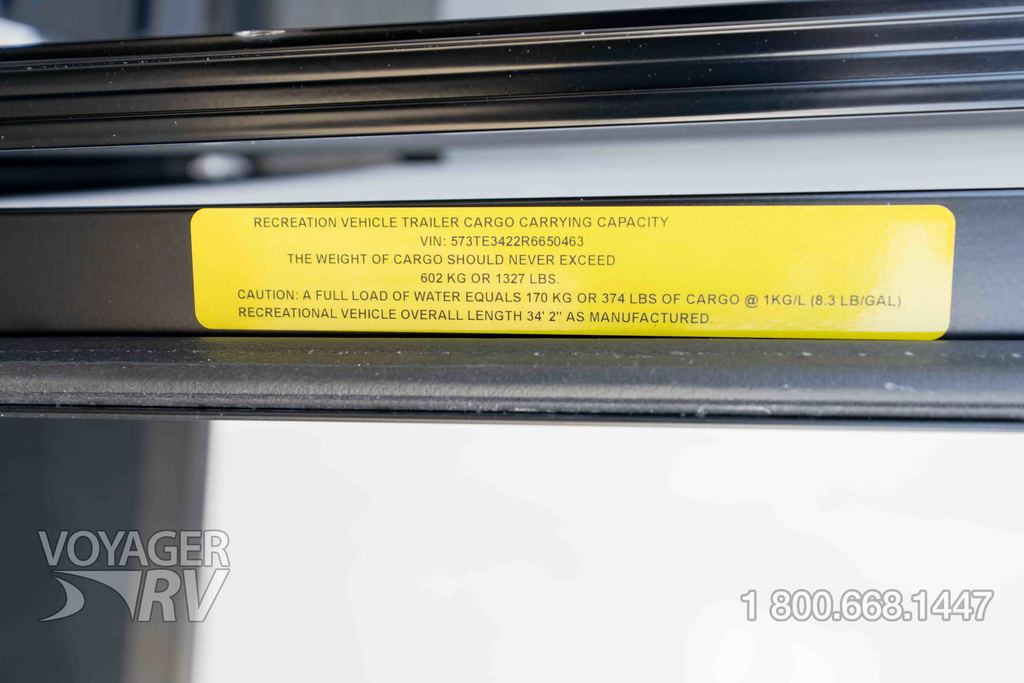 RECREATION VEHICLE TRAILER CARGO CARRYING CAPACITY
VIN: 573TE3422R6650463
THE WEIGHT OF CARGO SHOULD NEVER EXCEED
602 KG OR 1327 LBS.
CAUTION: A FULL LOAD OF WATER EQUALS 170 KG OR 374 LBS OF CARGO @ 1KG/L (8.3 LB/GAL)
RECREATIONAL VEHICLE OVERALL LENGTH 34' 2" AS MANUFACTURED.
VOYAGER
RV
1 800.668.1447